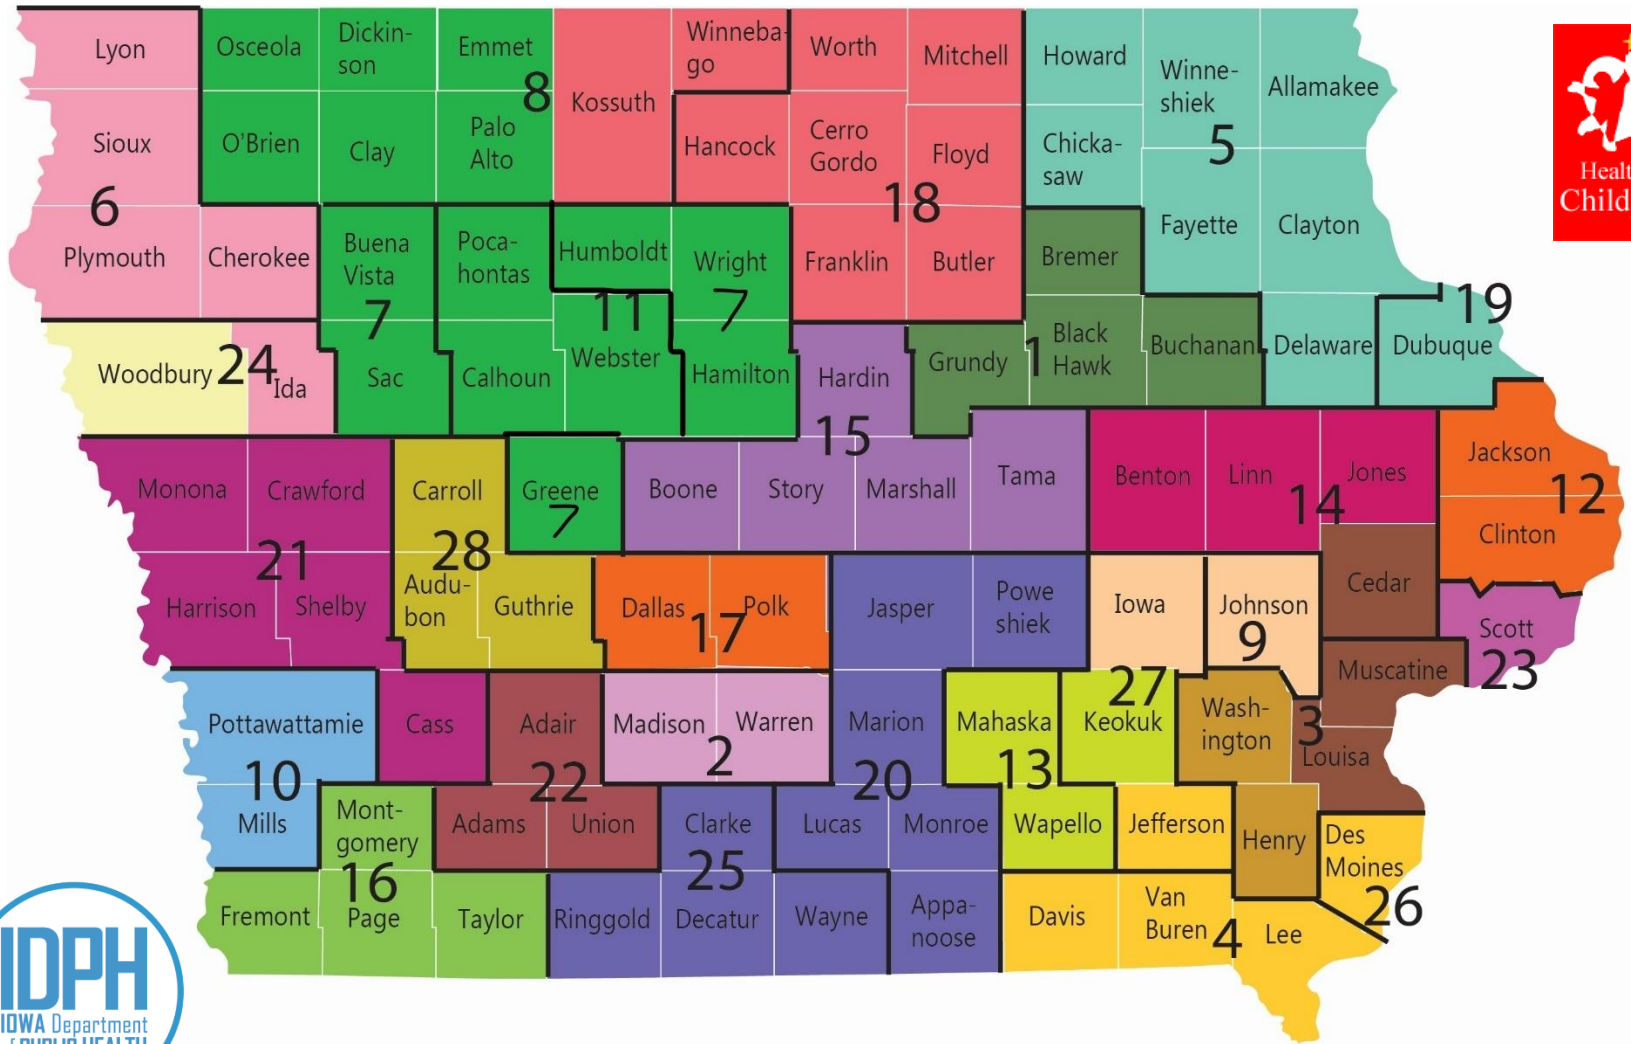 Lyon
Osceola
Dickin-
son
Emmet
Winneba-
go
Worth
Mitchell
Howard
Winne-
shiek
Allamakee
Kossuth
8
Sioux
O'Brien
Clay
Palo
Alto
Hancock
Cerro
Gordo
Floyd
Chicka-
saw
5
Healt
Child
6
18
Plymouth
Cherokee
Buena
Vista
Poca-
hontas
Humboldt
Wright
Franklin
Butler
Bremer
Fayette
Clayton
7
11
7
19
Woodbury
24
Ida
Sac
Calhoun
Webster
Hamilton
Hardin
Grundy
1
Black
Hawk
Buchanan
Delaware
Dubuque
15
Monona
Crawford
Carroll
Greene
7
Boone
Story
Marshall
Tama
Benton
Linn
Jones
14
Jackson
12
Clinton
21
28
Harrison
Shelby
Audu-
bon
Guthrie
Dallas
17
Polk
Jasper
Powe
shiek
Iowa
Johnson
9
Cedar
Scott
23
Muscatine
Pottawattamie
Cass
Adair
Madison
2
Warren
Marion
Mahaska
27
Keokuk
Wash-
ington
3
Louisa
10
22
20
13
Mills
Mont-
gomery
Adams
Union
Clarke
Lucas
Monroe
Wapello
Jefferson
Henry
Des
Moines
16
25
26
Fremont
Page
Taylor
Ringgold
Decatur
Wayne
Appa-
noose
Davis
Van
Buren
4
Lee
IDPH
IOWA Department
of PUBLIC HEALTH